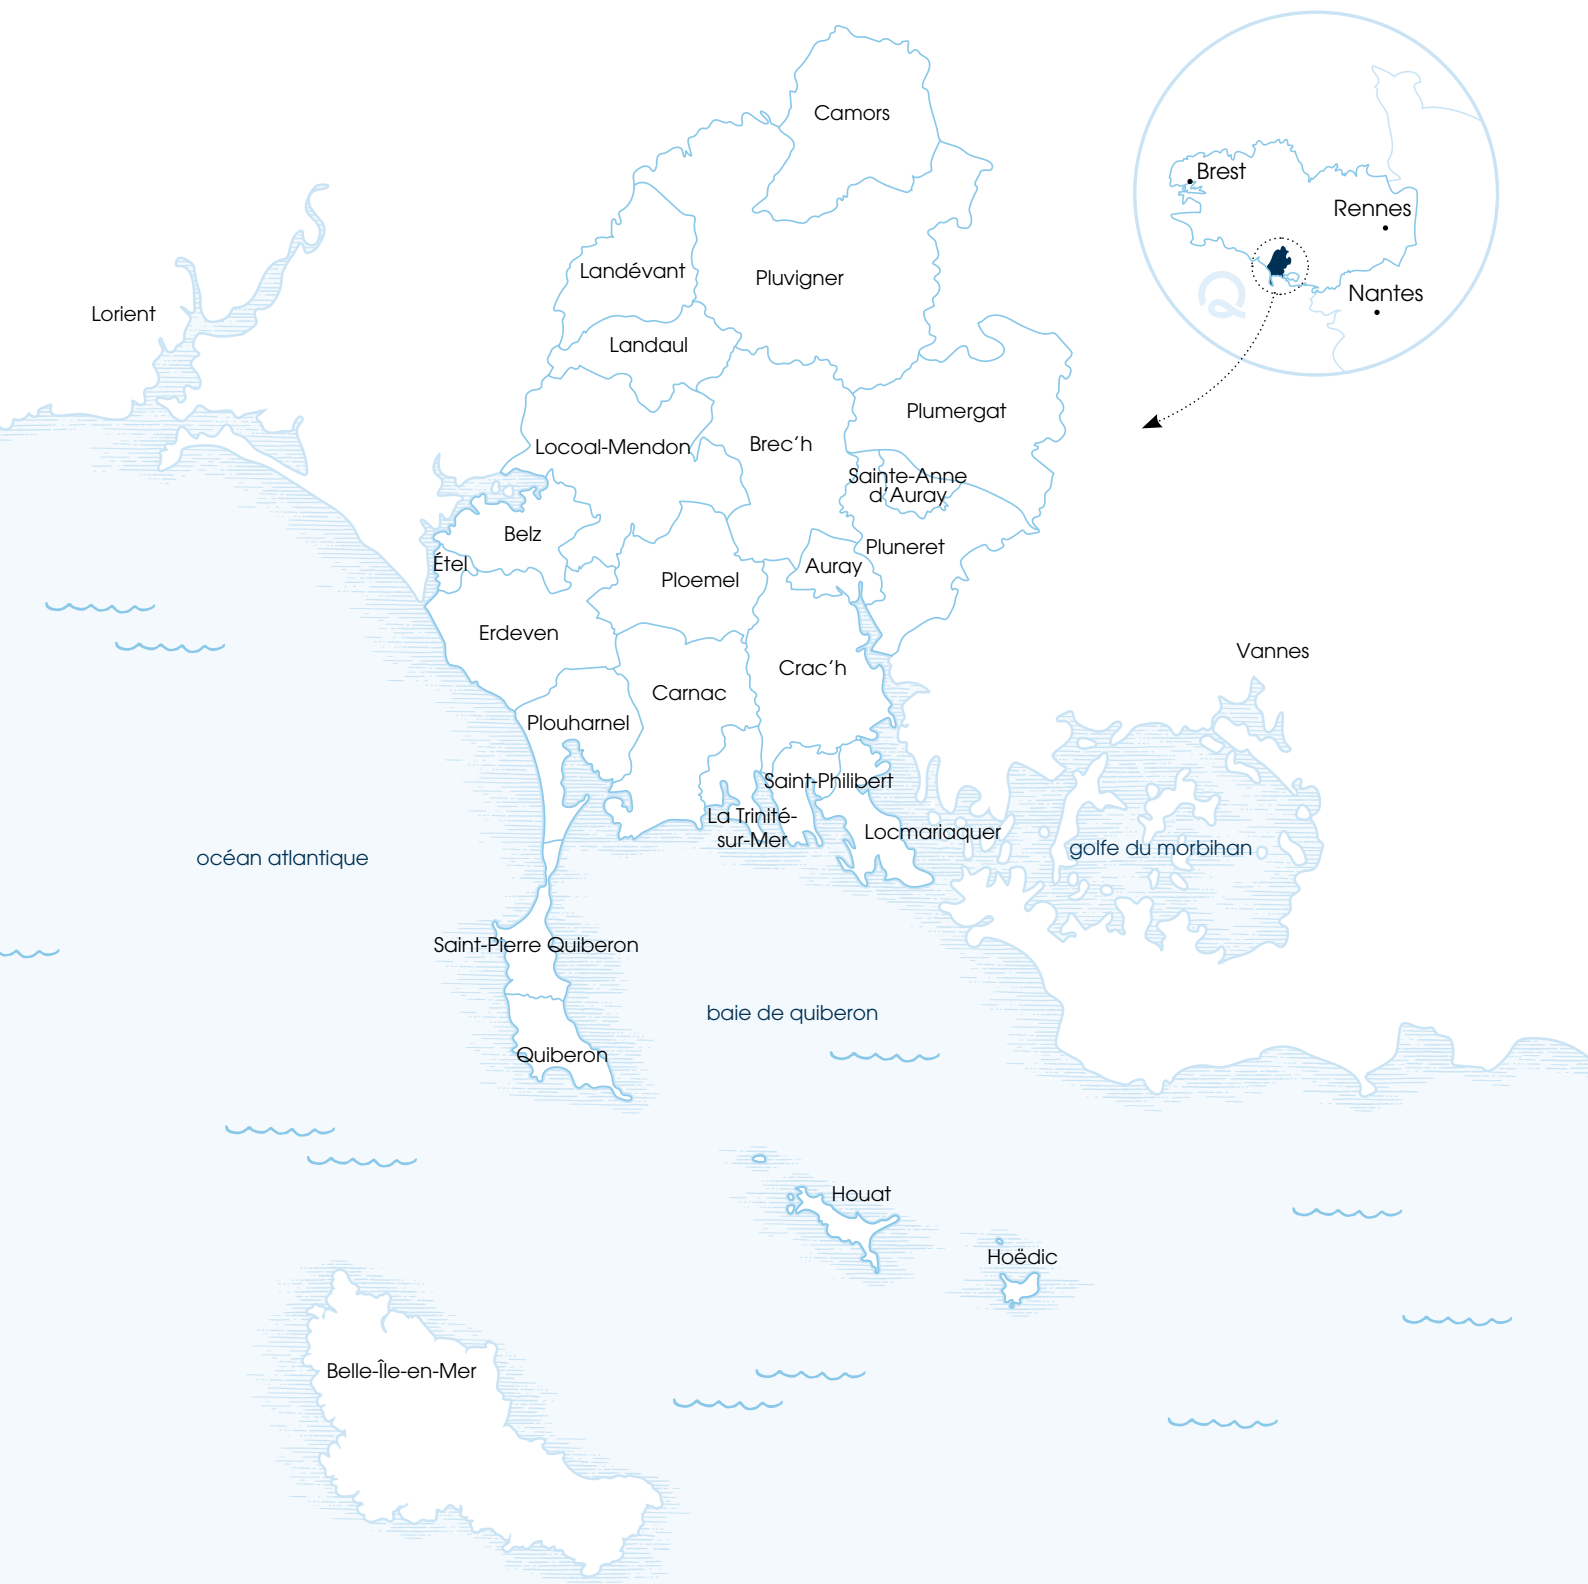 Camors
Brest
Rennes
Landévant
Pluvigner
Nantes
Lorient
Landaul
Plumergat
Locoal-Mendon
Brec'h
Sainte-Anne
d'Auray
Belz
Pluneret
Étel
Auray
Ploemel
Erdeven
Vannes
Crac'h
Carnac
Plouharnel
Saint-Philibert
La Trinité-
sur-Mer
Locmariaquer
golfe du morbihan
océan atlantique
Saint-Pierre Quiberon
baie de quiberon
Quiberon
Houat
Hoëdic
Belle-Île-en-Mer